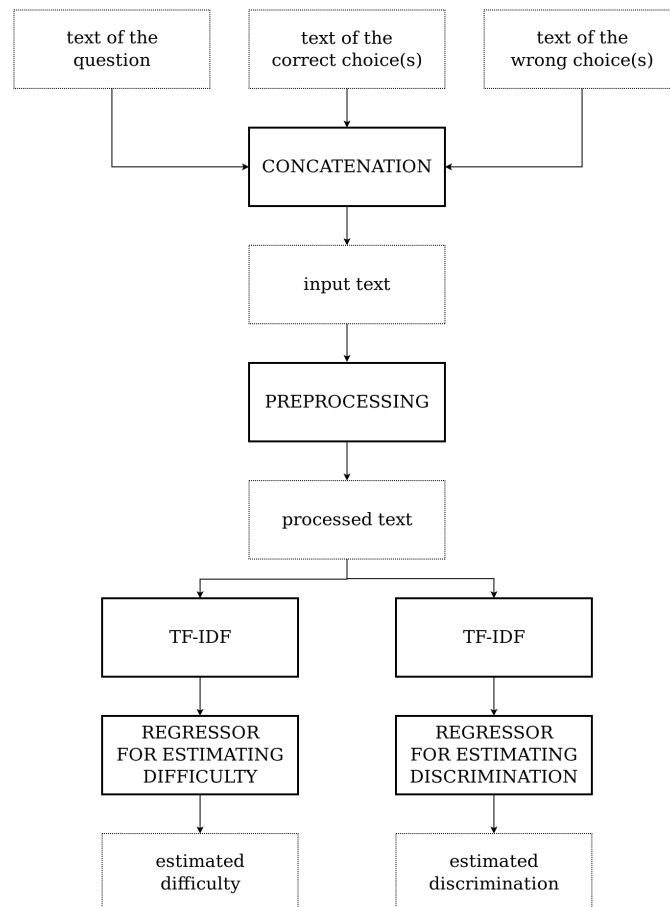 text of the
question
text of the
correct choice(s)
text of the
wrong choice(s)
CONCATENATION
input text
PREPROCESSING
processed text
TF-IDF
TF-IDF
REGRESSOR
FOR ESTIMATING
DIFFICULTY
REGRESSOR
FOR ESTIMATING
DISCRIMINATION
estimated
difficulty
estimated
discrimination